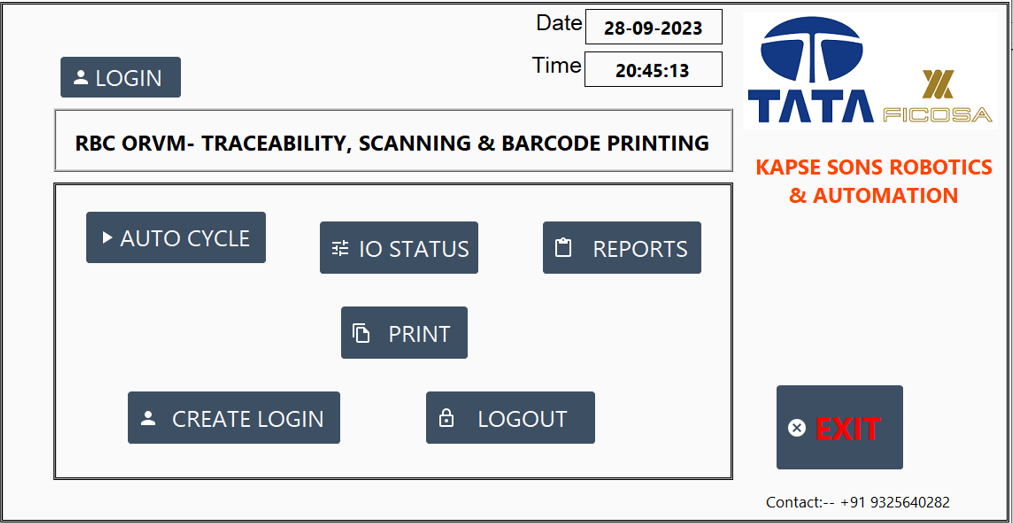 Date 28-09-2023
Time 20:45:13
LOGIN
TATA FICOSA
RBC ORVM- TRACEABILITY, SCANNING & BARCODE PRINTING
KAPSE SONS ROBOTICS
& AUTOMATION
AUTO CYCLE
IO STATUS
REPORTS
PRINT
CREATE LOGIN
LOGOUT
EXIT
Contact:-- +91 9325640282